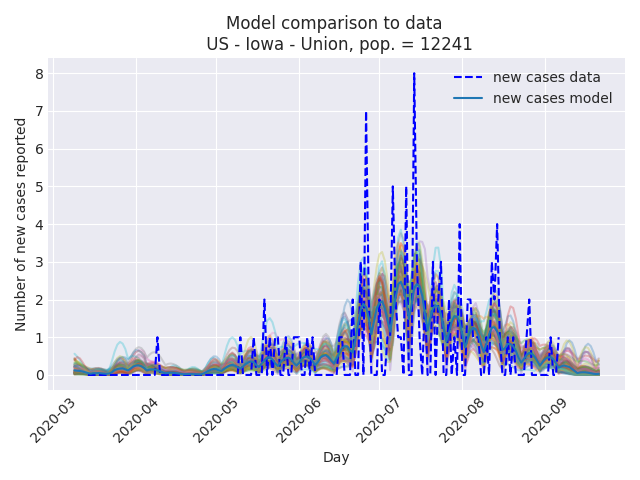 Model comparison to data
US - Iowa - Union, pop. = 12241
new cases data
new cases model
Number of new cases reported
8
7
6
5
4
3
2
1
0
2020-03
2020-04
2020-05
2020-06
2020-07
2020-08
2020-09
Day